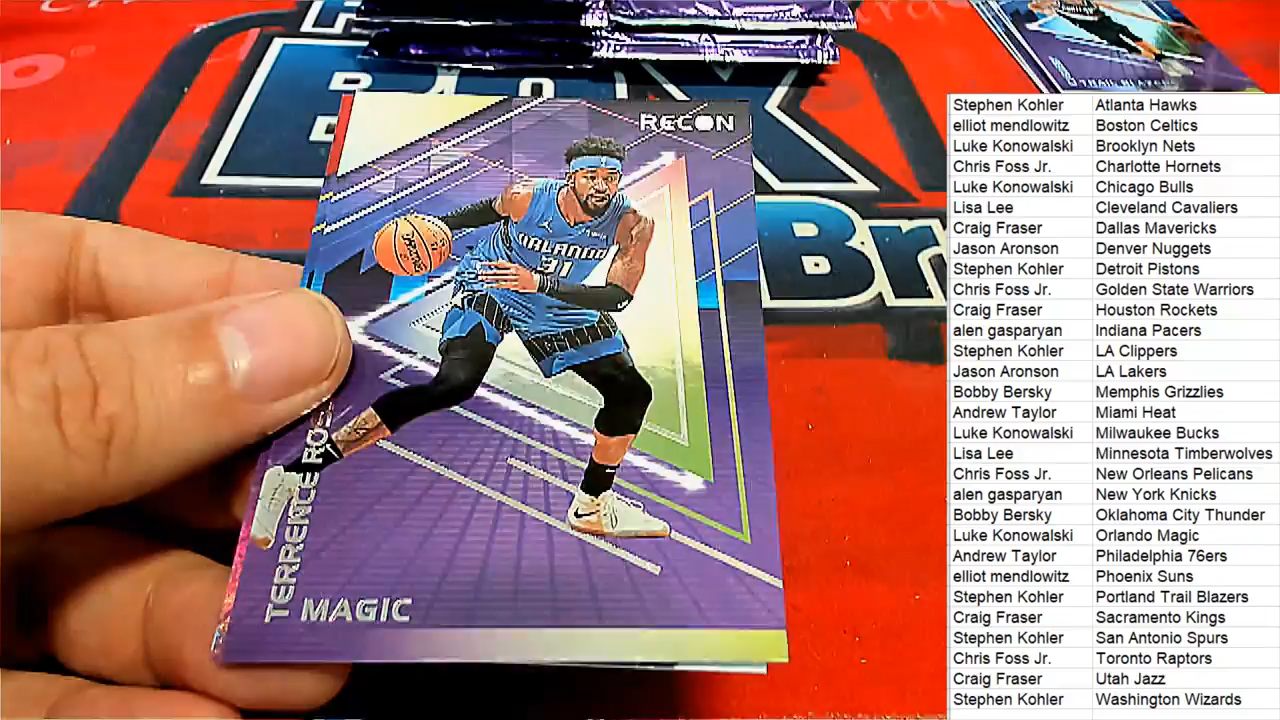 RECON
ORLANDO
31
TERRENCE
MAGIC
TRAIL BLAZERS
BOX
Br
Stephen Kohler Atlanta Hawks
elliot mendlowitz Boston Celtics
Luke Konowalski Brooklyn Nets
Chris Foss Jr. Charlotte Hornets
Luke Konowalski Chicago Bulls
Lisa Lee Cleveland Cavaliers
Craig Fraser Dallas Mavericks
Jason Aronson Denver Nuggets
Stephen Kohler Detroit Pistons
Chris Foss Jr. Golden State Warriors
Craig Fraser Houston Rockets
alen gasparyan Indiana Pacers
Stephen Kohler LA Clippers
Jason Aronson LA Lakers
Bobby Bersky Memphis Grizzlies
Andrew Taylor Miami Heat
Luke Konowalski Milwaukee Bucks
Lisa Lee Minnesota Timberwolves
Chris Foss Jr. New Orleans Pelicans
alen gasparyan New York Knicks
Bobby Bersky Oklahoma City Thunder
Luke Konowalski Orlando Magic
Andrew Taylor Philadelphia 76ers
elliot mendlowitz Phoenix Suns
Stephen Kohler Portland Trail Blazers
Craig Fraser Sacramento Kings
Stephen Kohler San Antonio Spurs
Chris Foss Jr. Toronto Raptors
Craig Fraser Utah Jazz
Stephen Kohler Washington Wizards